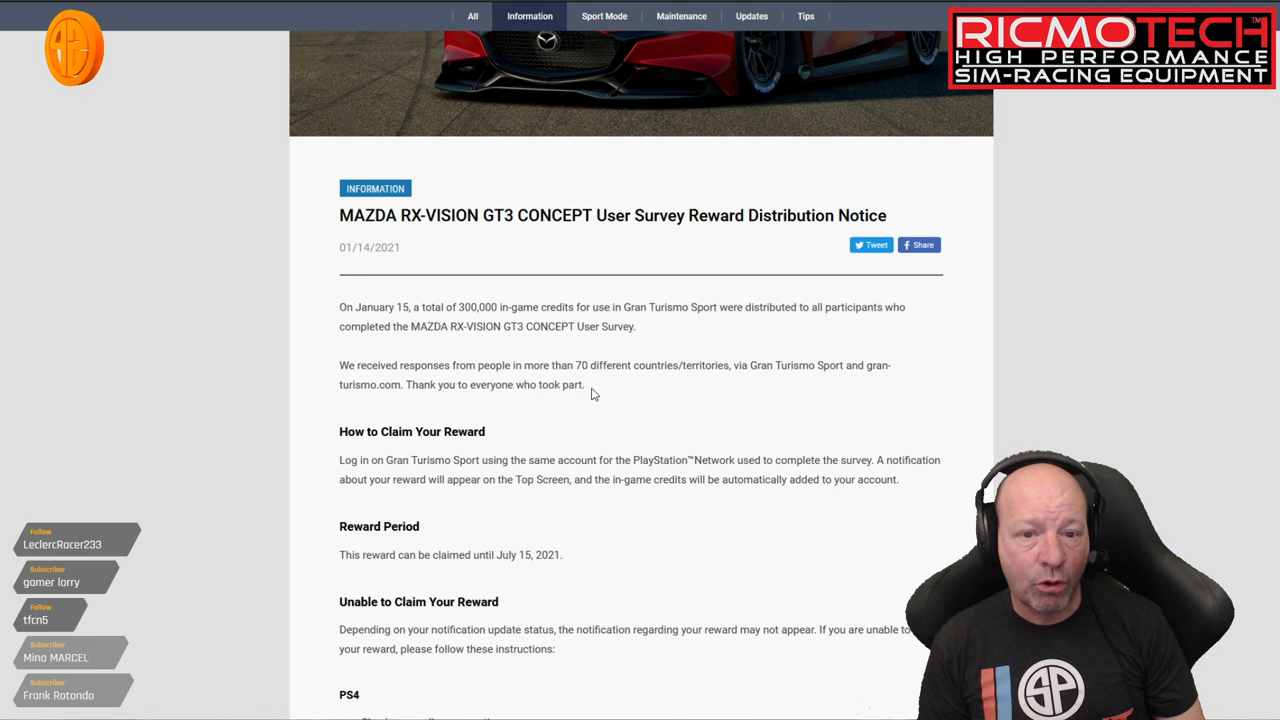 All
Information
Sport Mode
Maintenance
Updates
Tips
RICMOTECH™
HIGH PERFORMANCE
SIM-RACING EQUIPMENT
INFORMATION
MAZDA RX-VISION GT3 CONCEPT User Survey Reward Distribution Notice
01/14/2021
Tweet
Share
On January 15, a total of 300,000 in-game credits for use in Gran Turismo Sport were distributed to all participants who
completed the MAZDA RX-VISION GT3 CONCEPT User Survey.
We received responses from people in more than 70 different countries/territories, via Gran Turismo Sport and gran-
turismo.com. Thank you to everyone who took part.
How to Claim Your Reward
Log in on Gran Turismo Sport using the same account for the PlayStation™Network used to complete the survey. A notification
about your reward will appear on the Top Screen, and the in-game credits will be automatically added to your account.
Reward Period
This reward can be claimed until July 15, 2021.
Unable to Claim Your Reward
Depending on your notification update status, the notification regarding your reward may not appear. If you are unable to
your reward, please follow these instructions:
PS4
Follow
LeclercRacer233
Subscriber
gamer larry
Follow
tfcn5
Subscriber
Mina MARCEL
Subscriber
Frank Rotondo
SP